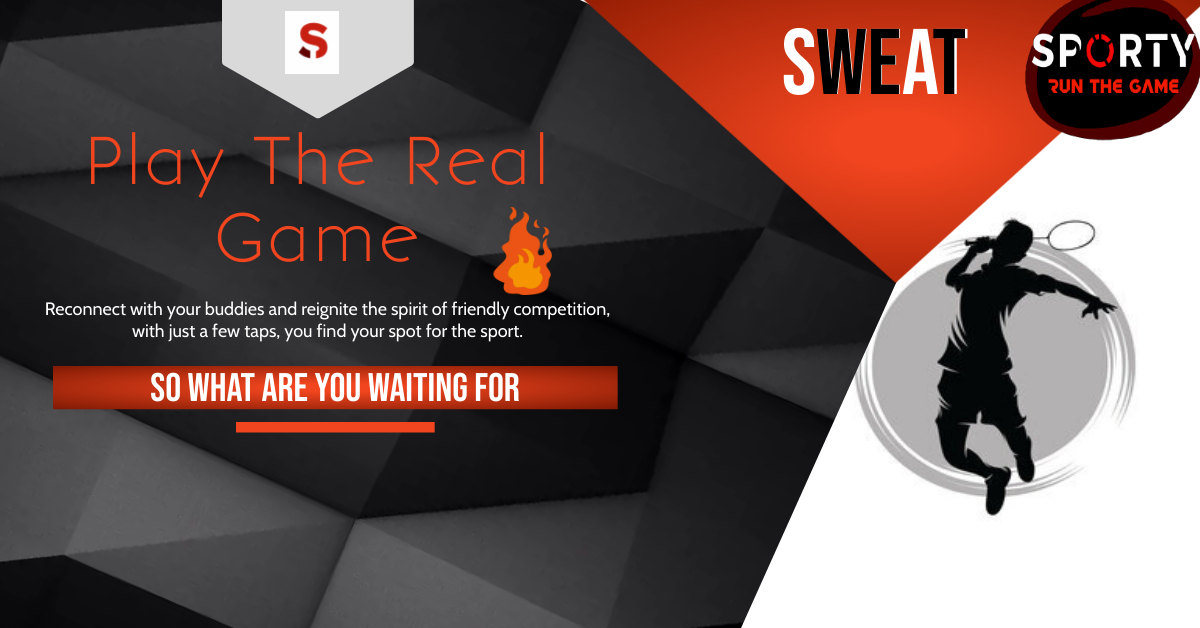 S
SWEAT
SPORTY
RUN THE GAME
Play The Real
Game
Reconnect with your buddies and reignite the spirit of friendly competition,
with just a few taps, you find your spot for the sport.
SO WHAT ARE YOU WAITING FOR